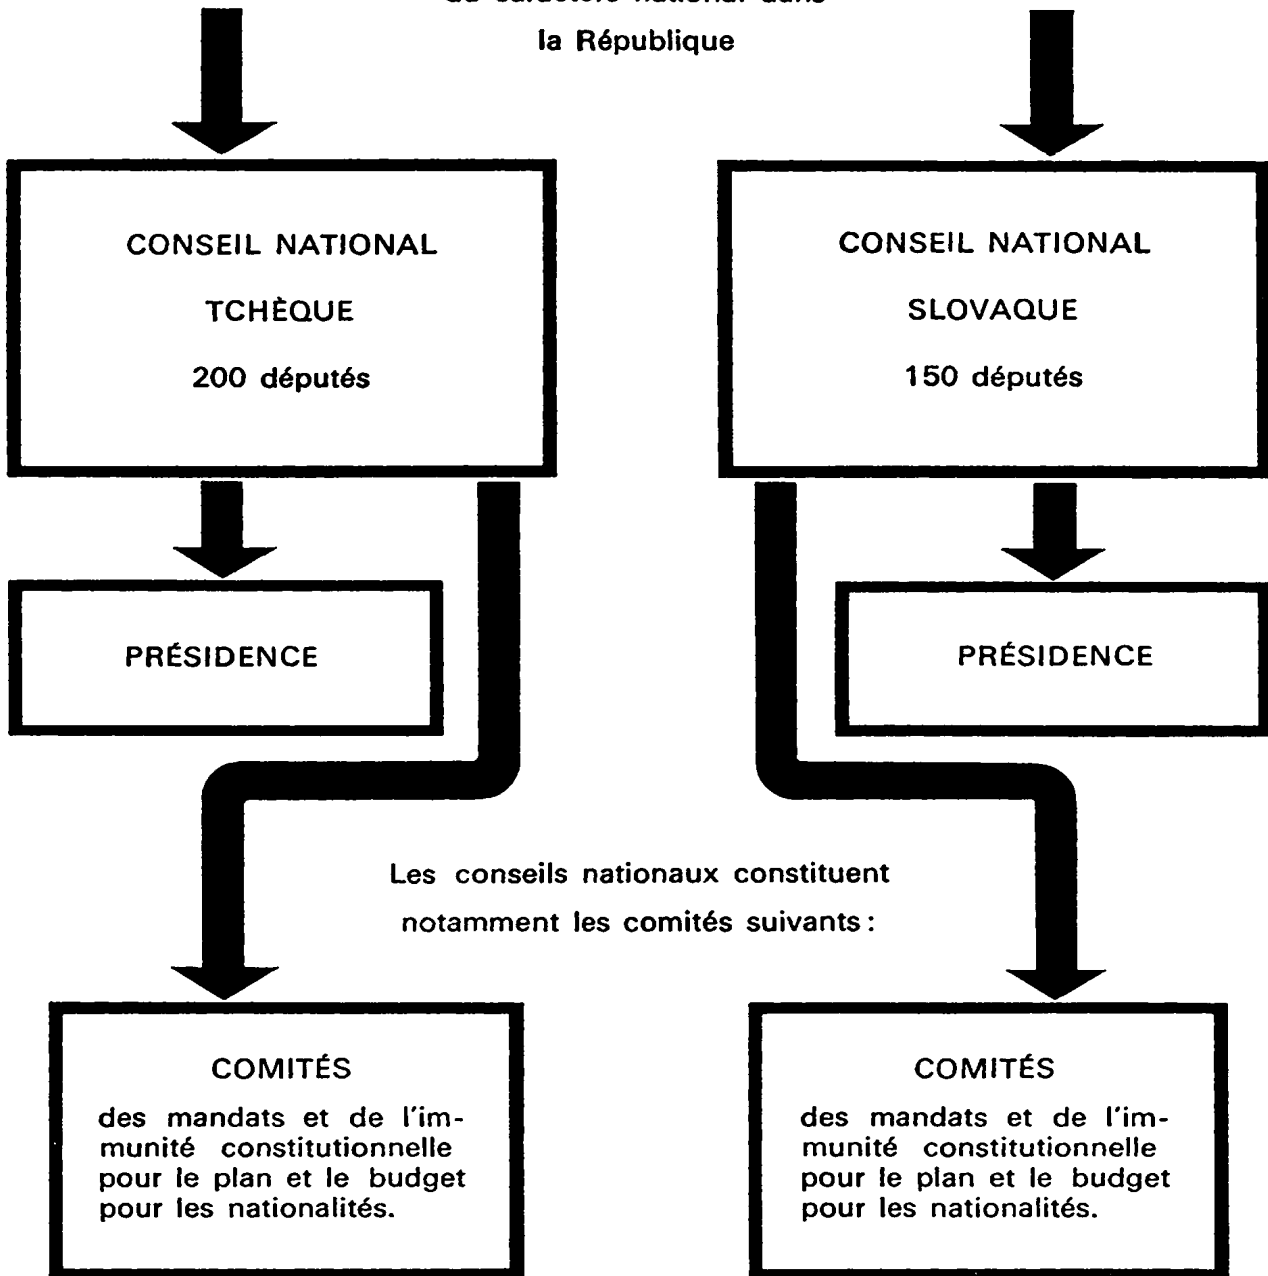 la République
CONSEIL NATIONAL
TCHÈQUE
200 députés
CONSEIL NATIONAL
SLOVAQUE
150 députés
PRÉSIDENCE
PRÉSIDENCE
Les conseils nationaux constituent
notamment les comités suivants :
COMITÉS
des mandats et de l'im-
munité constitutionnelle
pour le plan et le budget
pour les nationalités.
COMITÉS
des mandats et de l'im-
munité constitutionnelle
pour le plan et le budget
pour les nationalités.